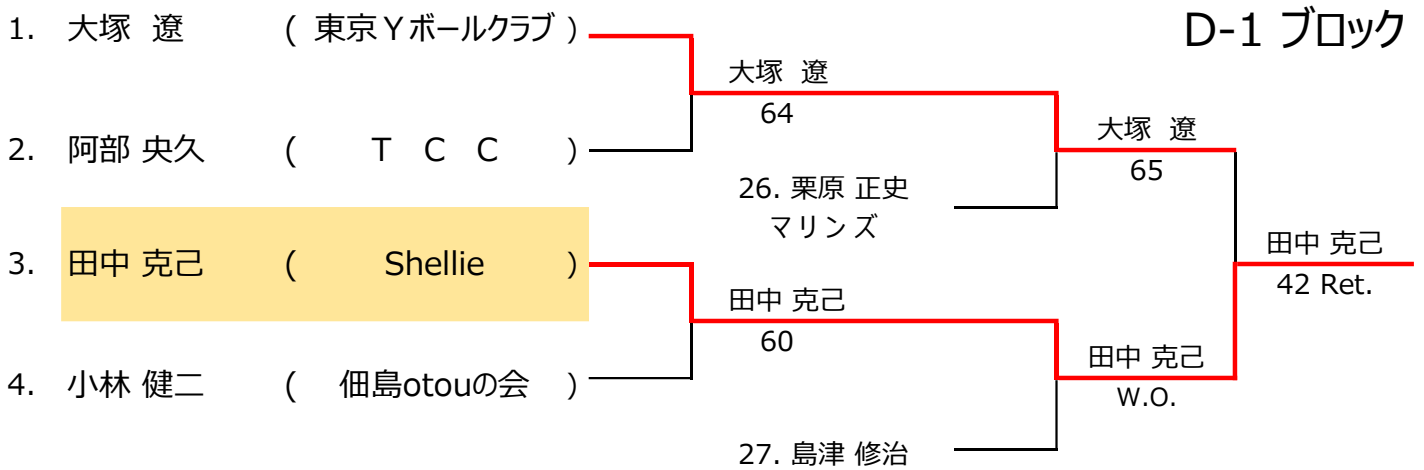 D-1 ブロック
1. 大塚 遼 ( 東京Yボールクラブ )
大塚 遼
64
2. 阿部 央久 ( T C C )
大塚 遼
65
26. 栗原 正史
マリンズ
3. 田中 克己 ( Shellie )
田中 克己
42 Ret.
田中 克己
60
4. 小林 健二 ( 佃島otouの会 )
田中 克己
W.O.
27. 島津 修治